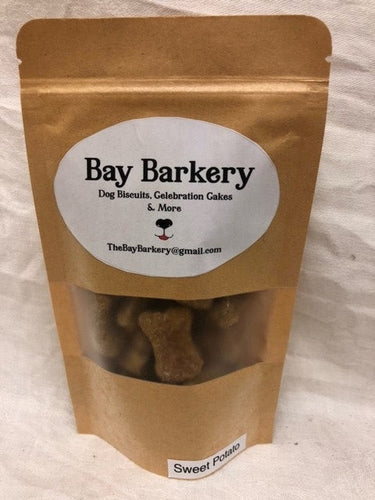 Bay Barkery
Dog Biscuits, Celebration Cakes
& More
TheBayBarkery@gmail.com
Sweet Potato